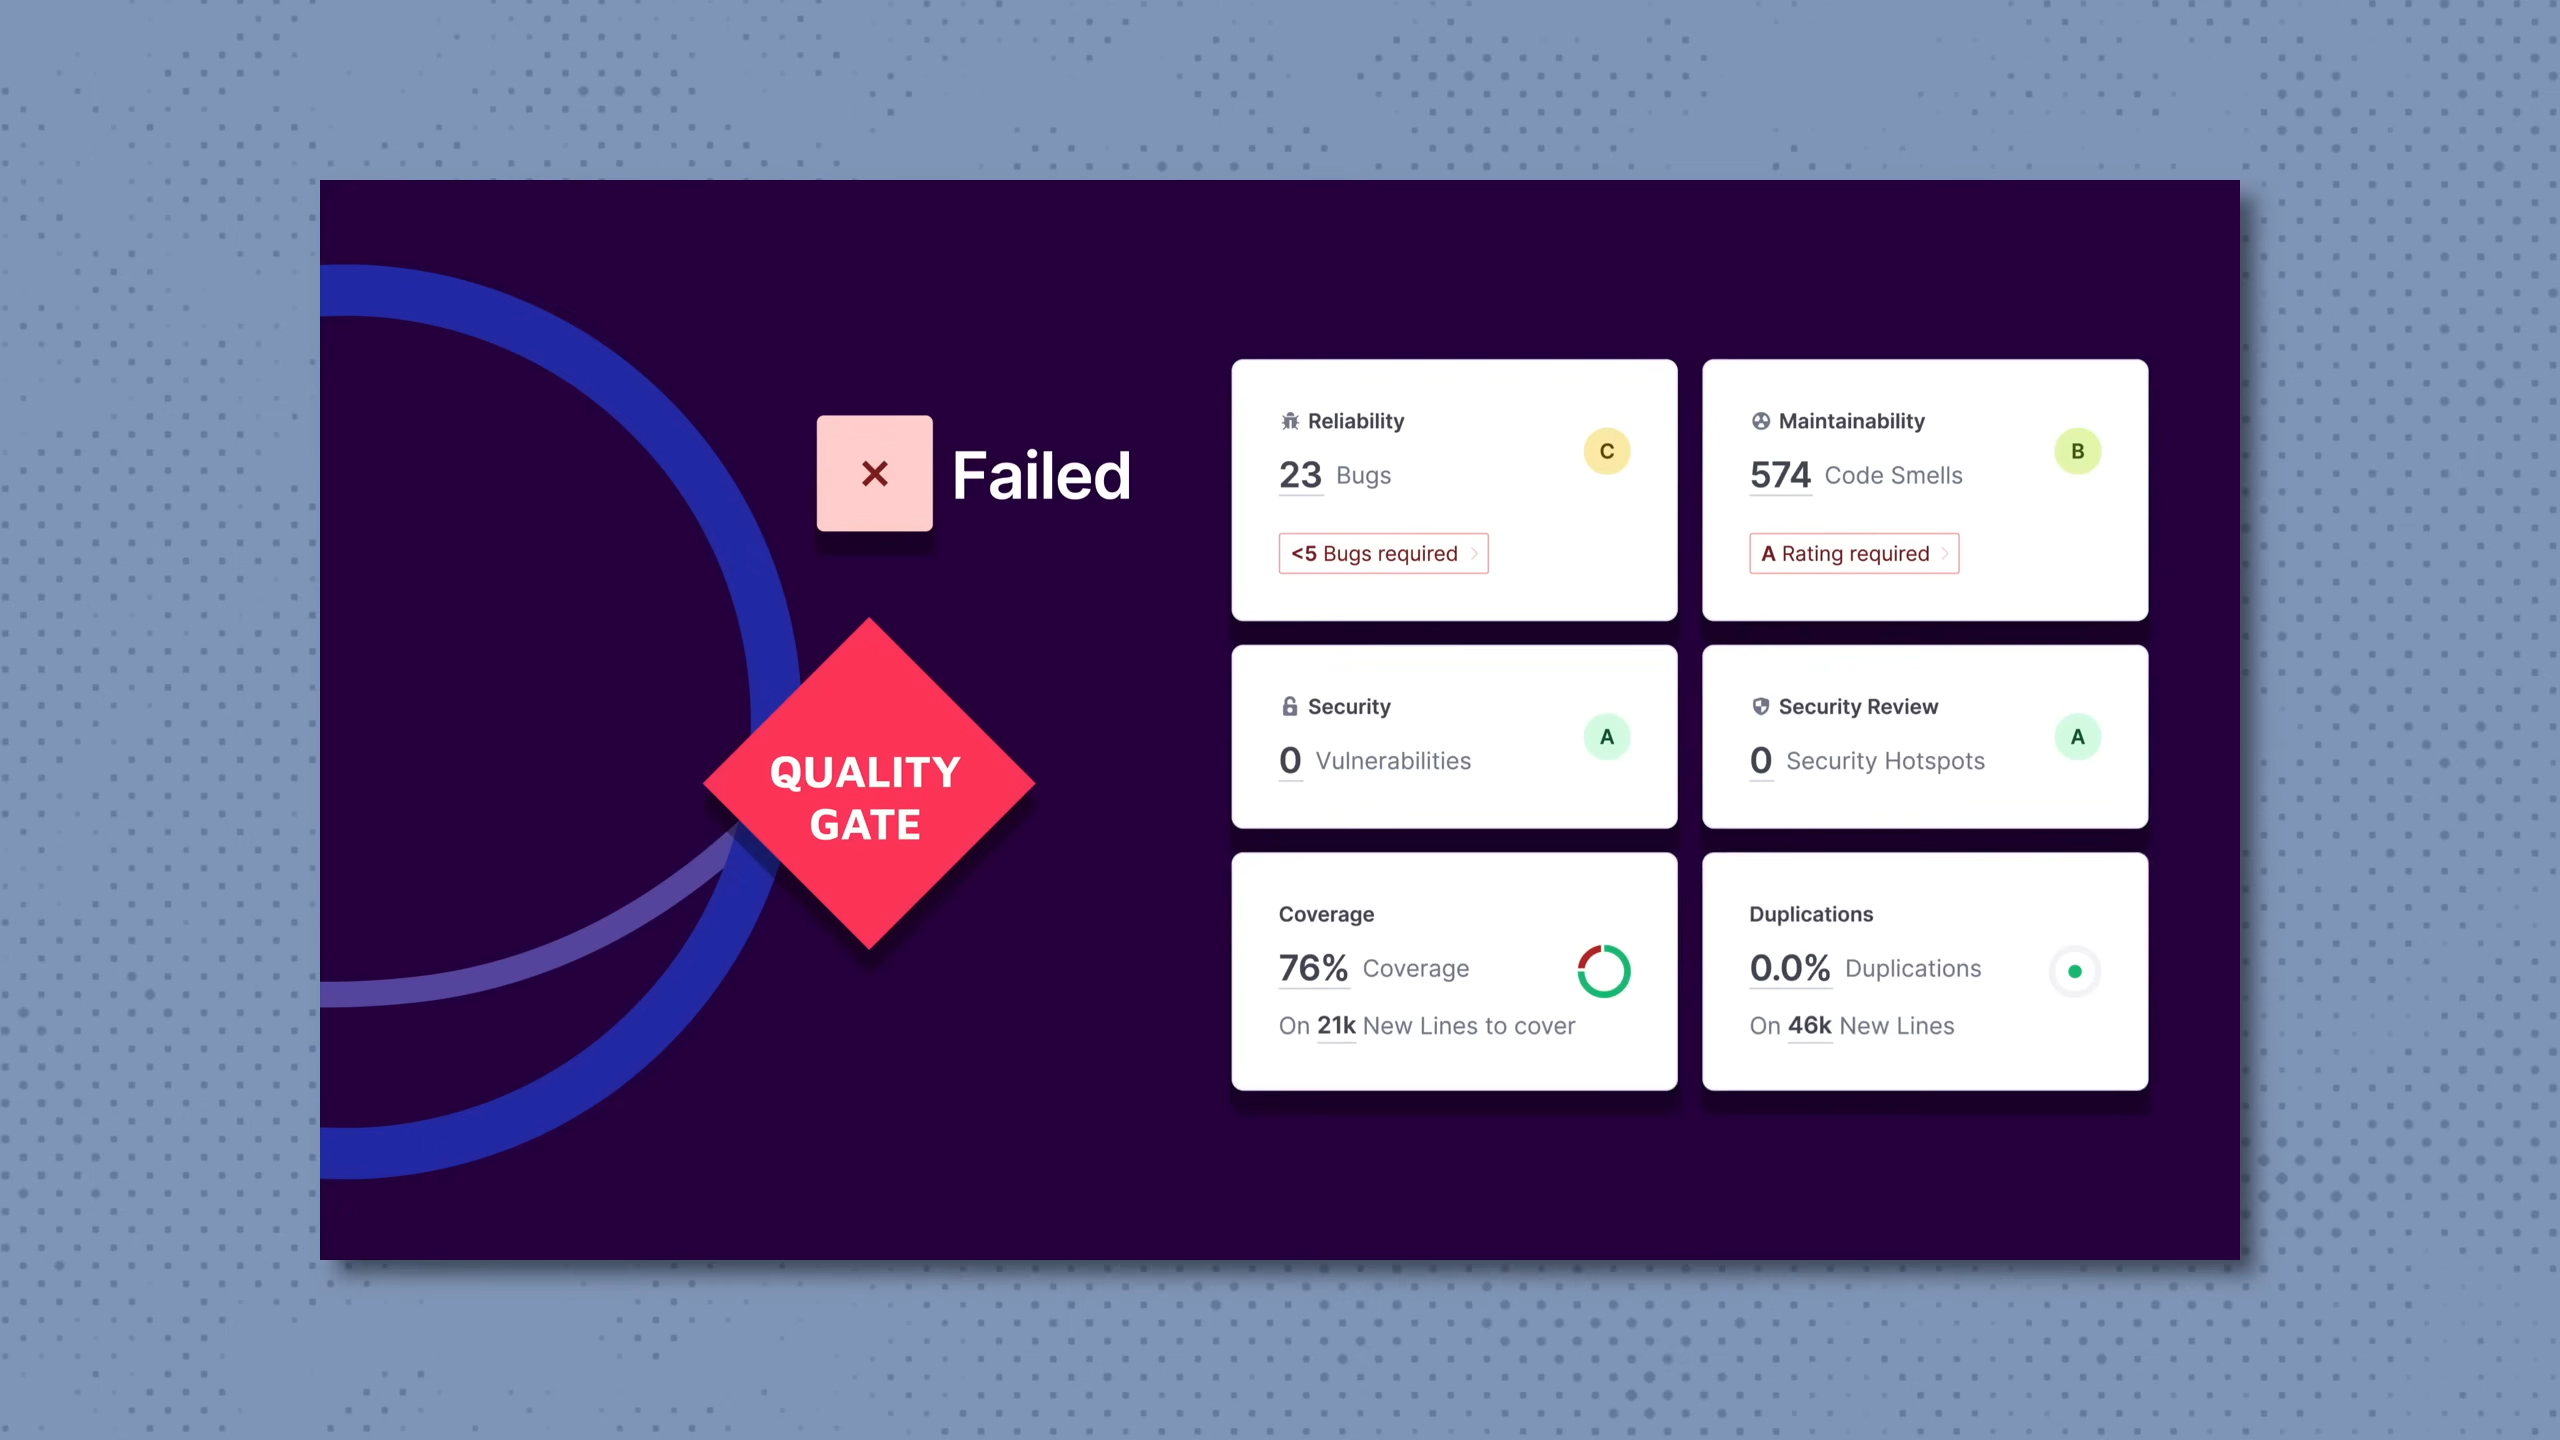 Failed
QUALITY
GATE
Reliability
C
23 Bugs
<5 Bugs required
Maintainability
B
574 Code Smells
A Rating required
Security
A
0 Vulnerabilities
Security Review
A
0 Security Hotspots
Coverage
76% Coverage
On 21k New Lines to cover
Duplications
0.0% Duplications
On 46k New Lines